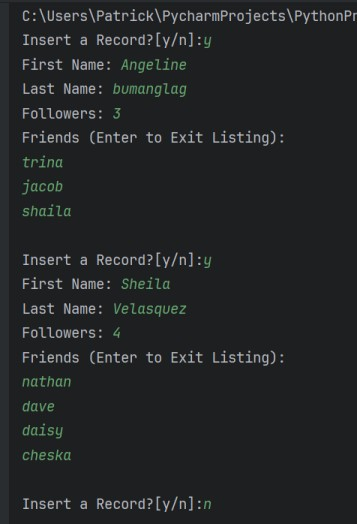 C:\Users\Patrick\PycharmProjects\PythonPr
Insert a Record?[y/n]:y
First Name: Angeline
Last Name: bumanglag
Followers: 3
Friends (Enter to Exit Listing):
trina
jacob
shaila
Insert a Record?[y/n]:y
First Name: Sheila
Last Name: Velasquez
Followers: 4
Friends (Enter to Exit Listing):
nathan
dave
daisy
cheska
Insert a Record?[y/n]:n